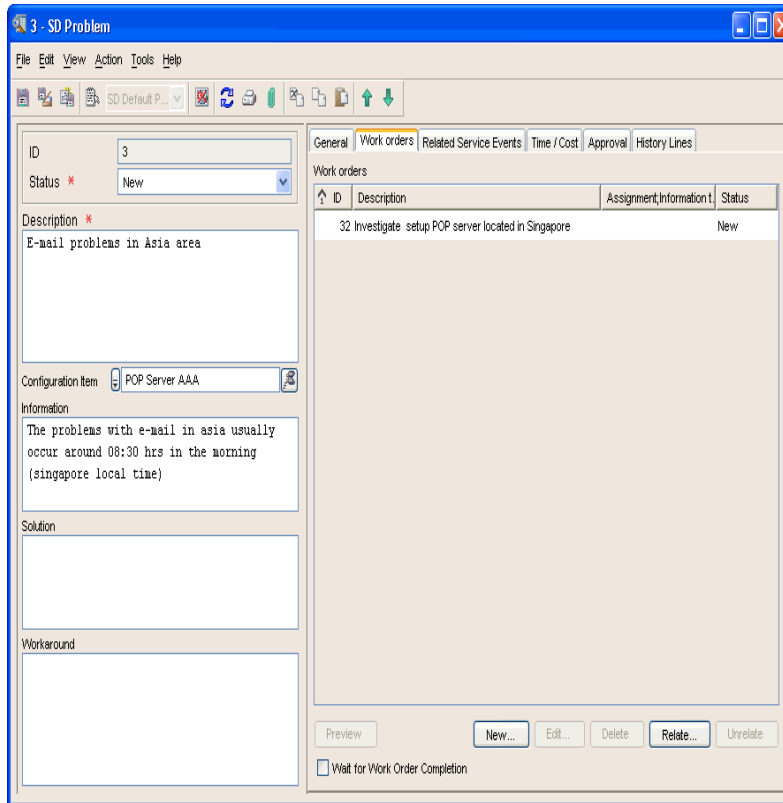 3 - SD Problem
File Edit View Action Tools Help
SD Default P...
ID 3
Status * New
Description *
E-mail problems in Asia area
Configuration Item POP Server AAA
Information
The problems with e-mail in asia usually
occur around 08:30 hrs in the morning
(singapore local time)
Solution
Workaround
General Work orders Related Service Events Time / Cost Approval History Lines
Work orders
ID Description Assignment;Information t. Status
32 Investigate setup POP server located in Singapore New
Preview New... Edit... Delete Relate... Unrelate
Wait for Work Order Completion